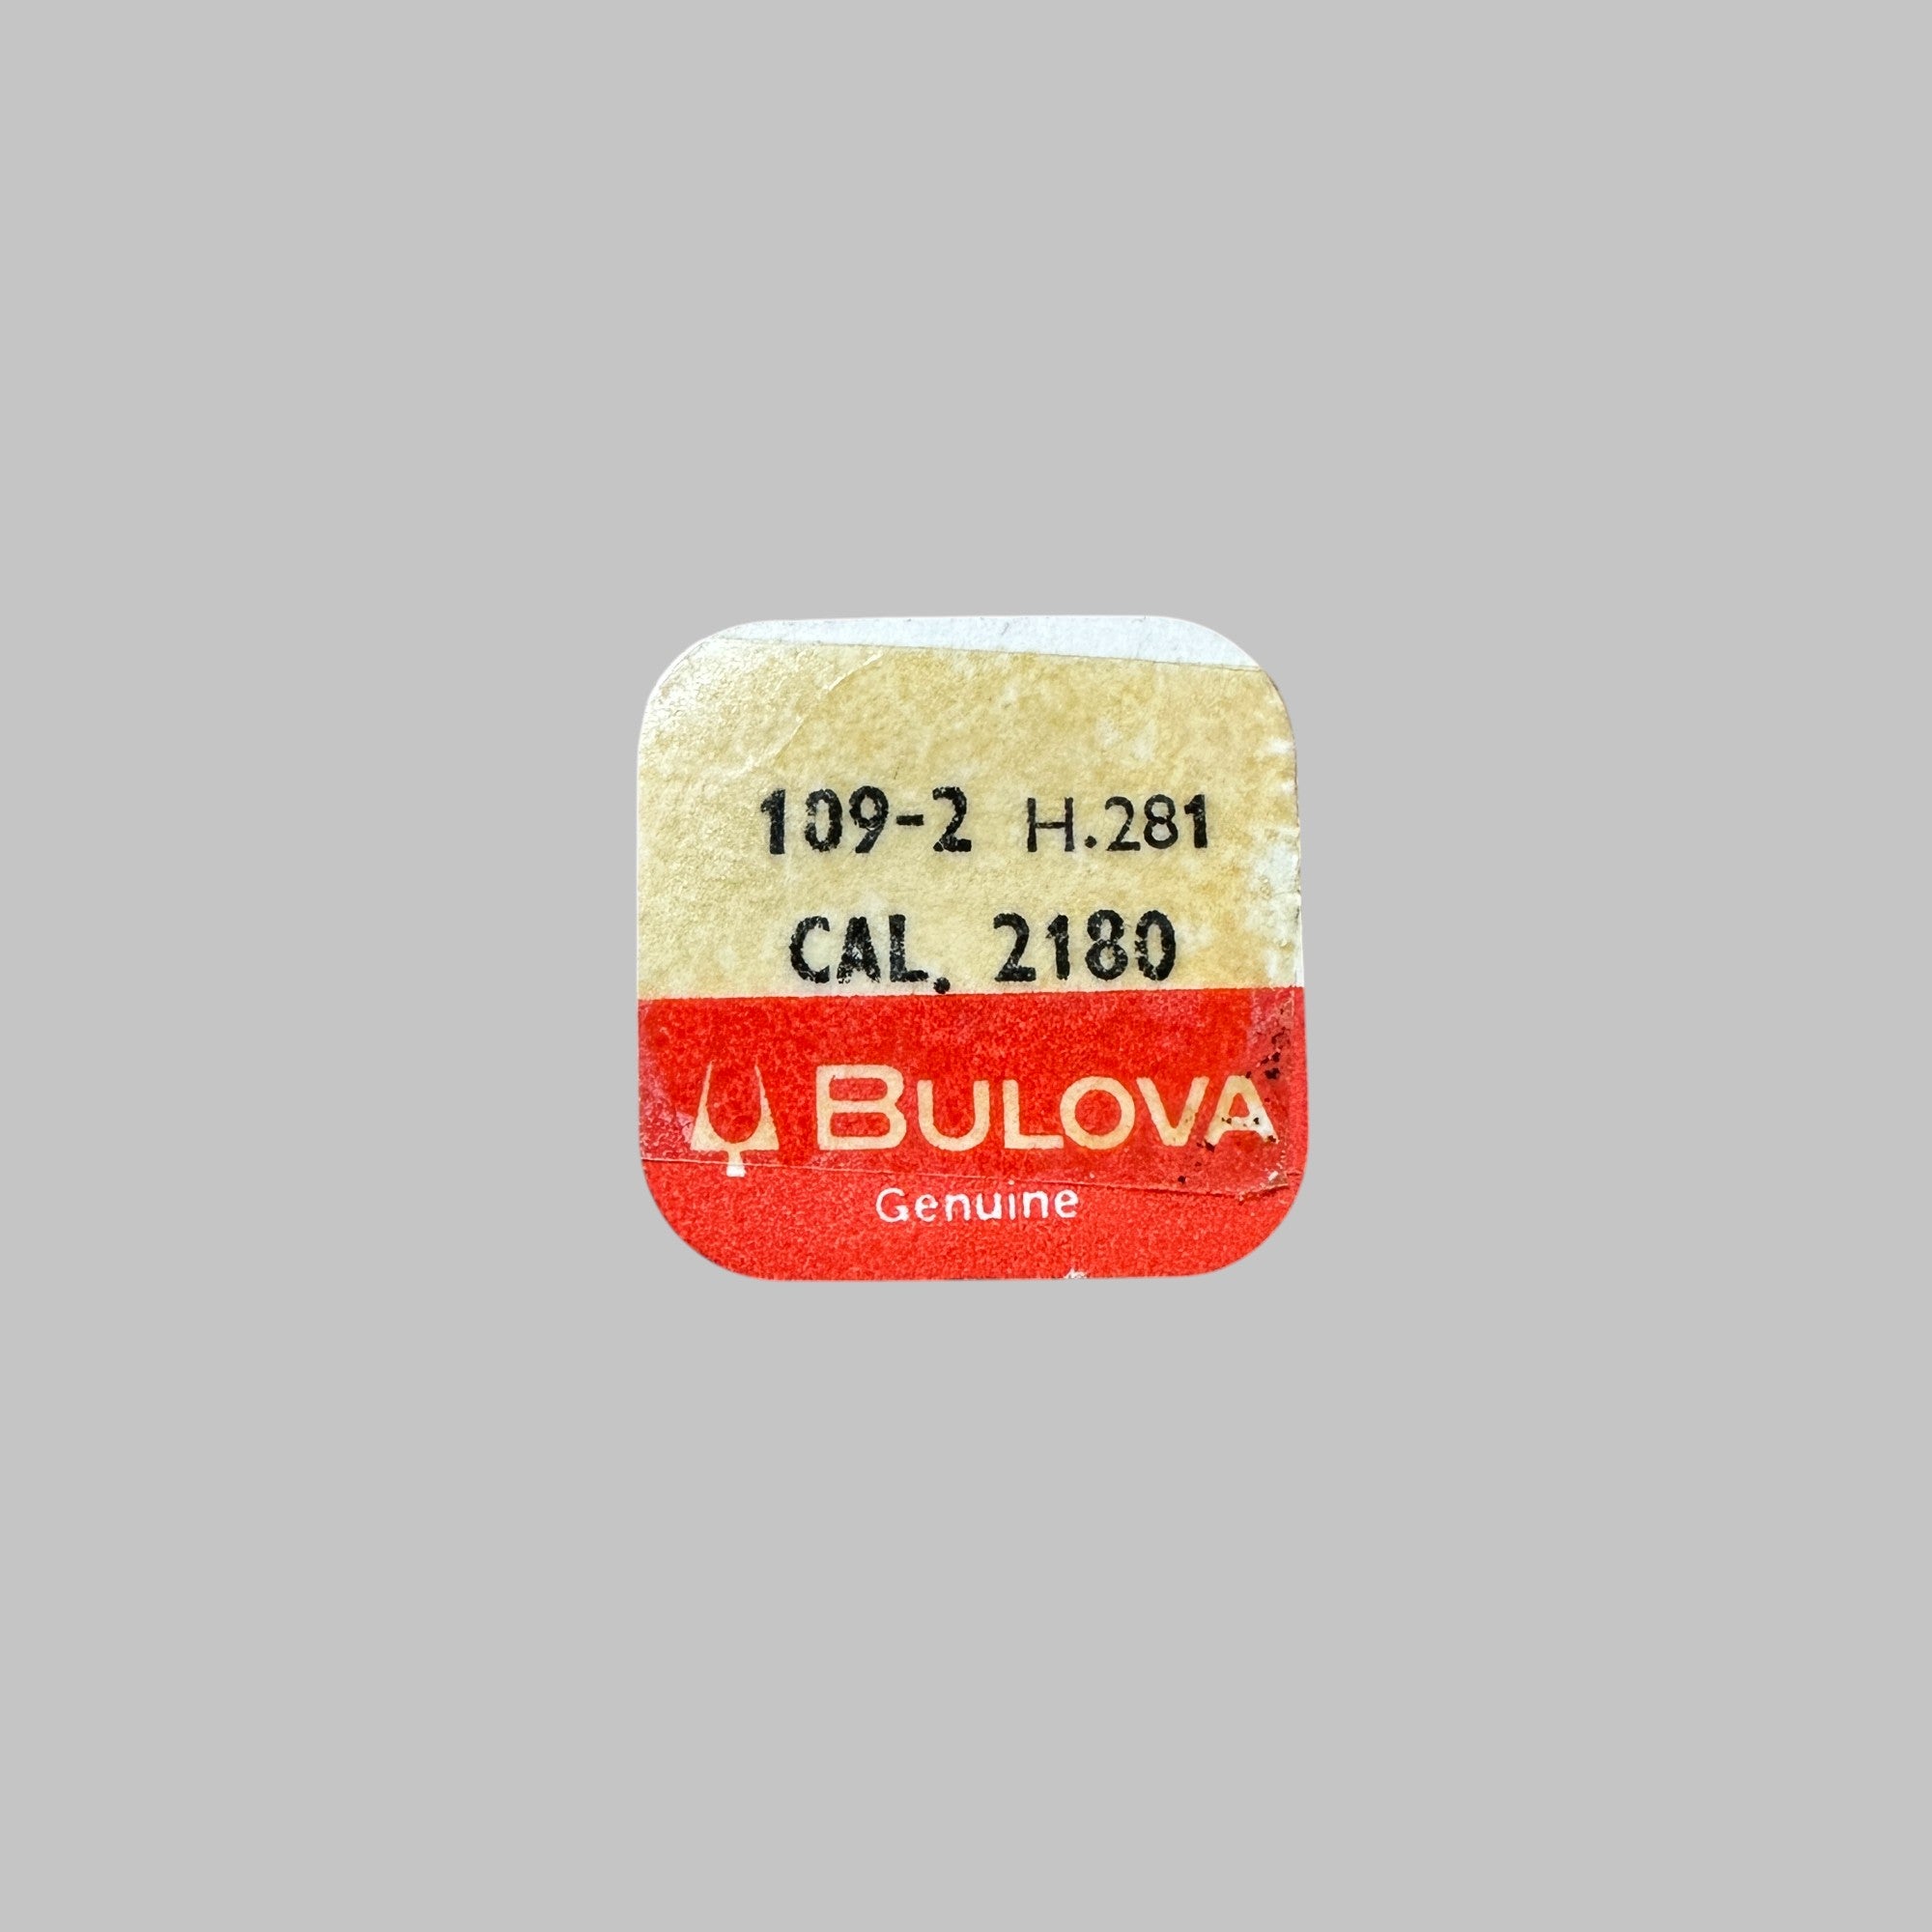 109-2 H.281
CAL. 2180
BULOVA
Genuine